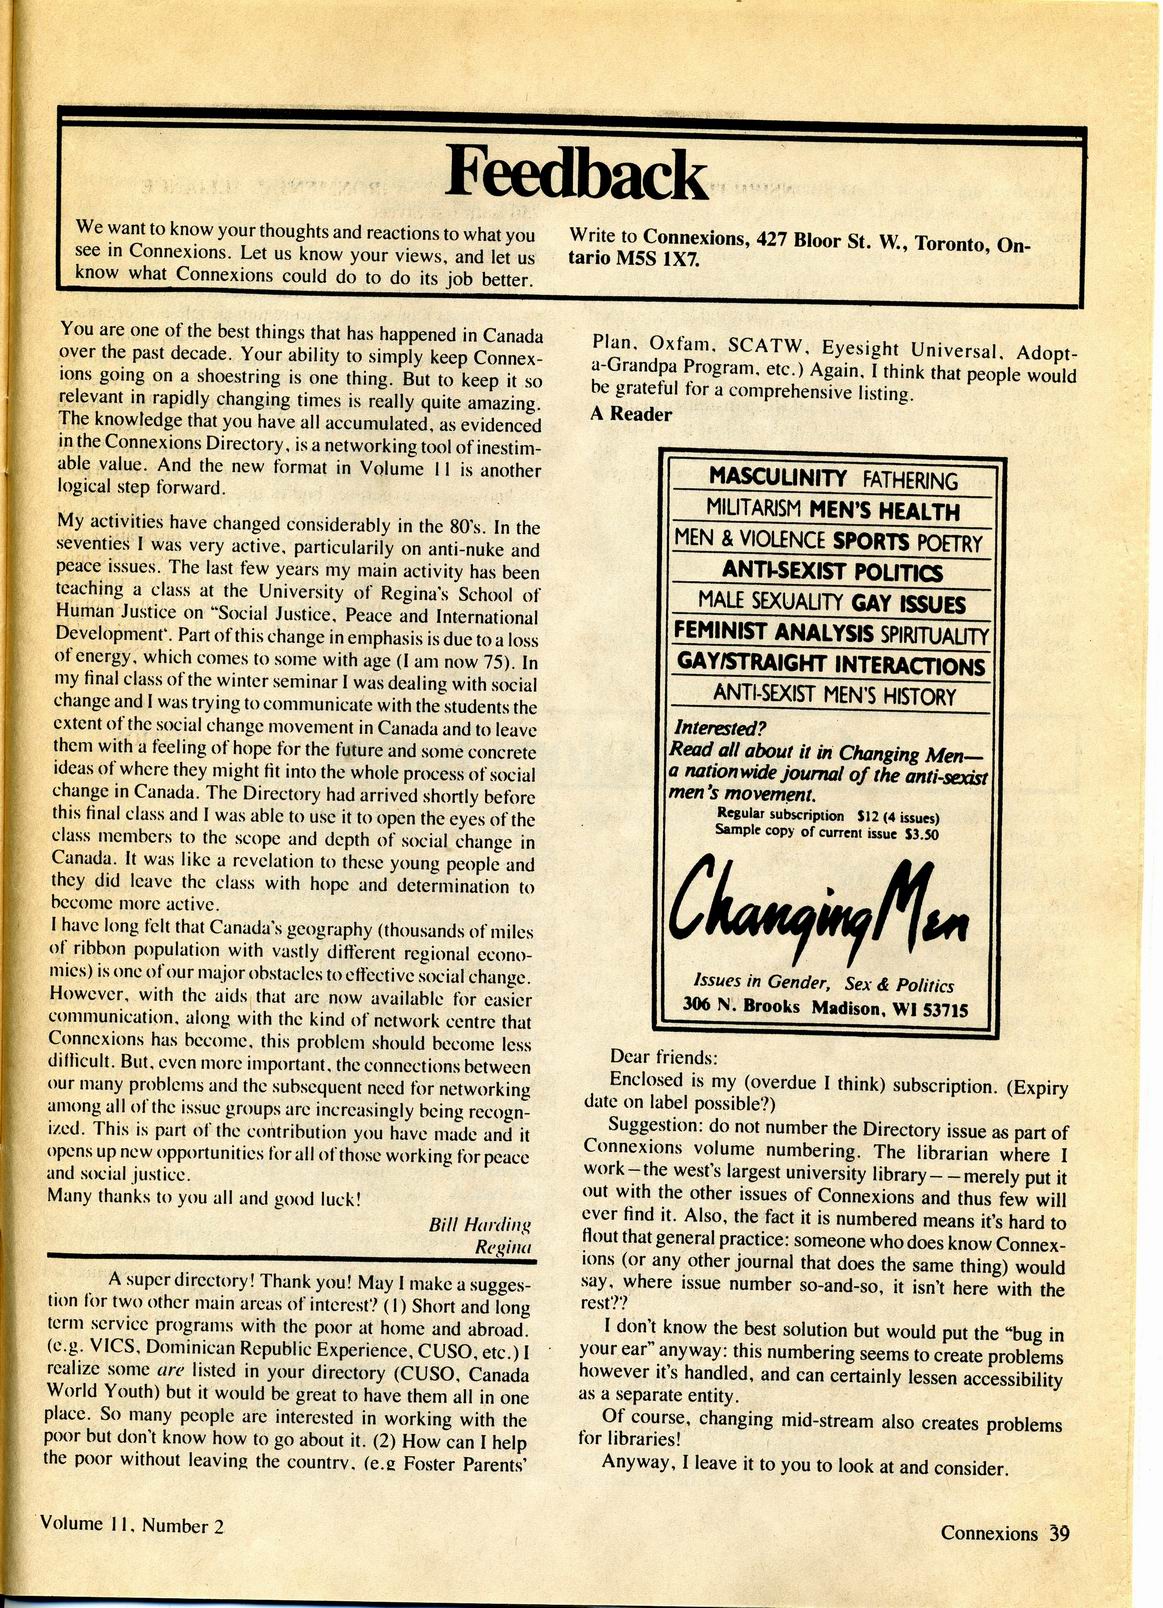 Feedback
We want to know your thoughts and reactions to what you
see in Connexions. Let us know your views, and let us
know what Connexions could do to do its job better.
Write to Connexions, 427 Bloor St. W., Toronto, On-
tario M5S 1X7.
You are one of the best things that has happened in Canada
over the past decade. Your ability to simply keep Connex-
ions going on a shoestring is one thing. But to keep it so
relevant in rapidly changing times is really quite amazing.
The knowledge that you have all accumulated, as evidenced
in the Connexions Directory, is a networking tool of inestim-
able value. And the new format in Volume 11 is another
logical step forward.
My activities have changed considerably in the 80's. In the
seventies I was very active, particularily on anti-nuke and
peace issues. The last few years my main activity has been
teaching a class at the University of Regina's School of
Human Justice on "Social Justice, Peace and International
Development'. Part of this change in emphasis is due to a loss
of energy, which comes to some with age (I am now 75). In
my final class of the winter seminar I was dealing with social
change and I was trying to communicate with the students the
extent of the social change movement in Canada and to leave
them with a feeling of hope for the future and some concrete
ideas of where they might fit into the whole process of social
change in Canada. The Directory had arrived shortly before
this final class and I was able to use it to open the eyes of the
class members to the scope and depth of social change in
Canada. It was like a revelation to these young people and
they did leave the class with hope and determination to
become more active.
I have long felt that Canada's geography (thousands of miles
of ribbon population with vastly different regional econo-
mies) is one of our major obstacles to effective social change.
However, with the aids that are now available for easier
communication, along with the kind of network centre that
Connexions has become, this problem should become less
difficult. But, even more important, the connections between
our many problems and the subsequent need for networking
among all of the issue groups are increasingly being recogn-
ized. This is part of the contribution you have made and it
opens up new opportunities for all of those working for peace
and social justice.
Many thanks to you all and good luck!
Bill Harding
Regina
A super directory! Thank you! May I make a sugges-
tion for two other main areas of interest? (1) Short and long
term service programs with the poor at home and abroad.
(e.g. VICS, Dominican Republic Experience, CUSO, etc.) I
realize some are listed in your directory (CUSO, Canada
World Youth) but it would be great to have them all in one
place. So many people are interested in working with the
poor but don't know how to go about it. (2) How can I help
the poor without leaving the country, (e.g Foster Parents'
Plan, Oxfam, SCATW, Eyesight Universal, Adopt-
a-Grandpa Program, etc.) Again, I think that people would
be grateful for a comprehensive listing.
A Reader
MASCULINITY FATHERING
MILITARISM MEN'S HEALTH
MEN & VIOLENCE SPORTS POETRY
ANTI-SEXIST POLITICS
MALE SEXUALITY GAY ISSUES
FEMINIST ANALYSIS SPIRITUALITY
GAY/STRAIGHT INTERACTIONS
ANTI-SEXIST MEN'S HISTORY
Interested?
Read all about it in Changing Men—
a nationwide journal of the anti-sexist
men's movement.
Regular subscription $12 (4 issues)
Sample copy of current issue $3.50
Changing Men
Issues in Gender, Sex & Politics
306 N. Brooks Madison, WI 53715
Dear friends:
Enclosed is my (overdue I think) subscription. (Expiry
date on label possible?)
Suggestion: do not number the Directory issue as part of
Connexions volume numbering. The librarian where I
work—the west's largest university library— —merely put it
out with the other issues of Connexions and thus few will
ever find it. Also, the fact it is numbered means it's hard to
flout that general practice: someone who does know Connex-
ions (or any other journal that does the same thing) would
say, where issue number so-and-so, it isn't here with the
rest??
I don't know the best solution but would put the "bug in
your ear" anyway: this numbering seems to create problems
however it's handled, and can certainly lessen accessibility
as a separate entity.
Of course, changing mid-stream also creates problems
for libraries!
Anyway, I leave it to you to look at and consider.
Volume 11, Number 2
Connexions 39